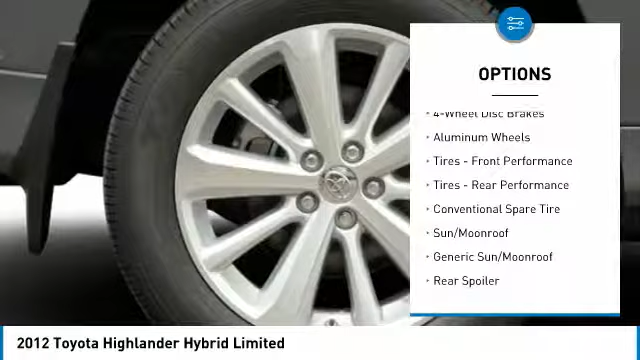 OPTIONS
4-Wheel Disc Brakes
Aluminum Wheels
Tires - Front Performance
Tires - Rear Performance
Conventional Spare Tire
Sun/Moonroof
Generic Sun/Moonroof
Rear Spoiler
2012 Toyota Highlander Hybrid Limited